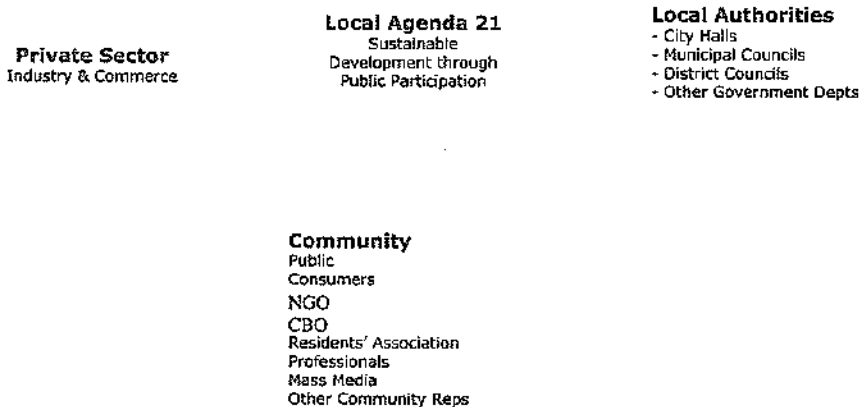 Private Sector
Industry & Commerce
Local Agenda 21
Sustainable
Development through
Public Participation
Local Authorities
- City Halls
- Municipal Councils
- District Councils
- Other Government Depts
Community
Public
Consumers
NGO
CBO
Residents' Association
Professionals
Mass Media
Other Community Reps